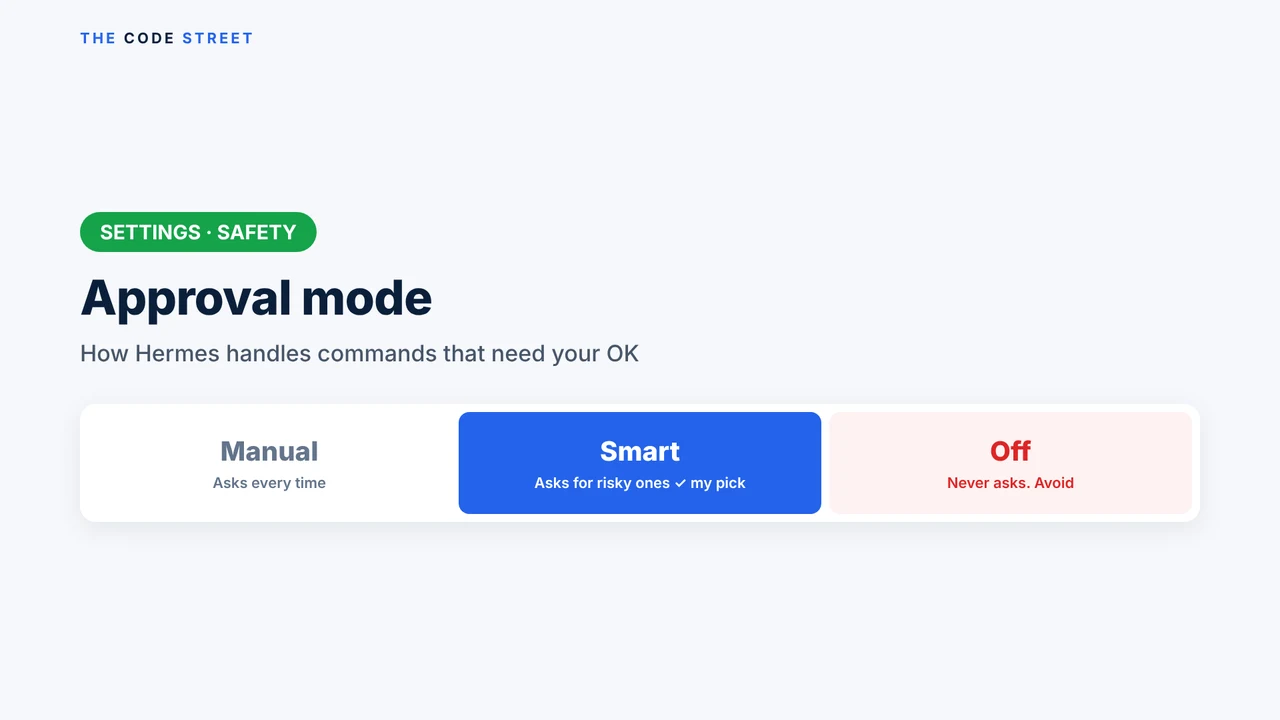 THE CODE STREET
SETTINGS · SAFETY
Approval mode
How Hermes handles commands that need your OK
Manual
Asks every time
Smart
Asks for risky ones ✓ my pick
Off
Never asks. Avoid